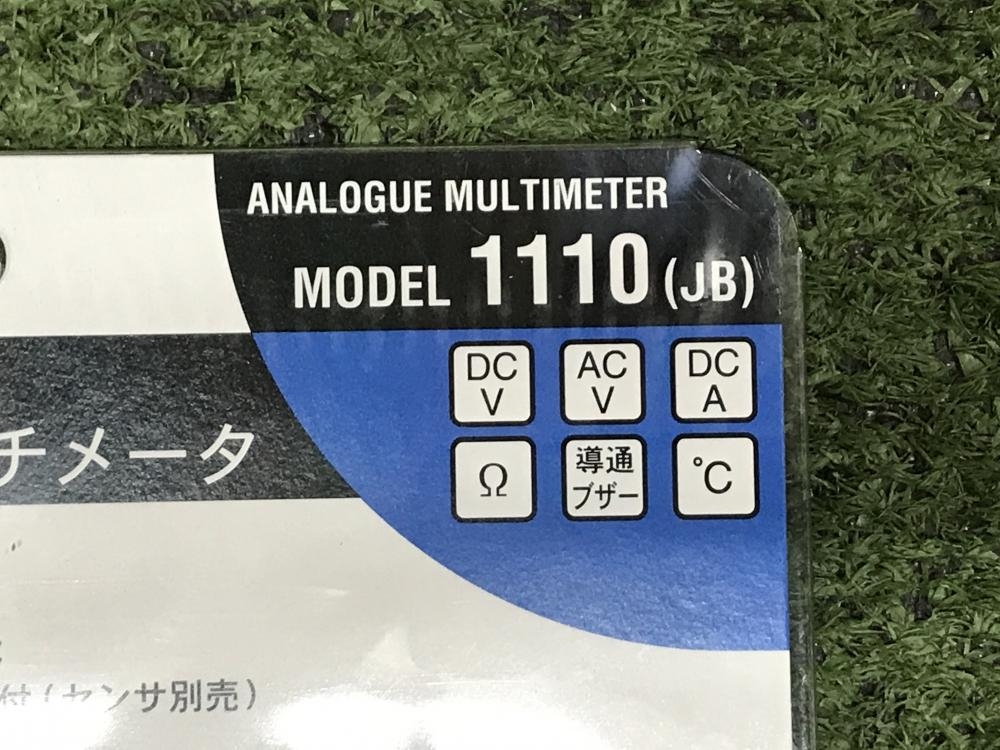 ANALOGUE MULTIMETER
MODEL 1110 (JB)
DC
V
AC
V
DC
A
チメータ
Ω
導通
ブザー
℃
付(センサ別売)